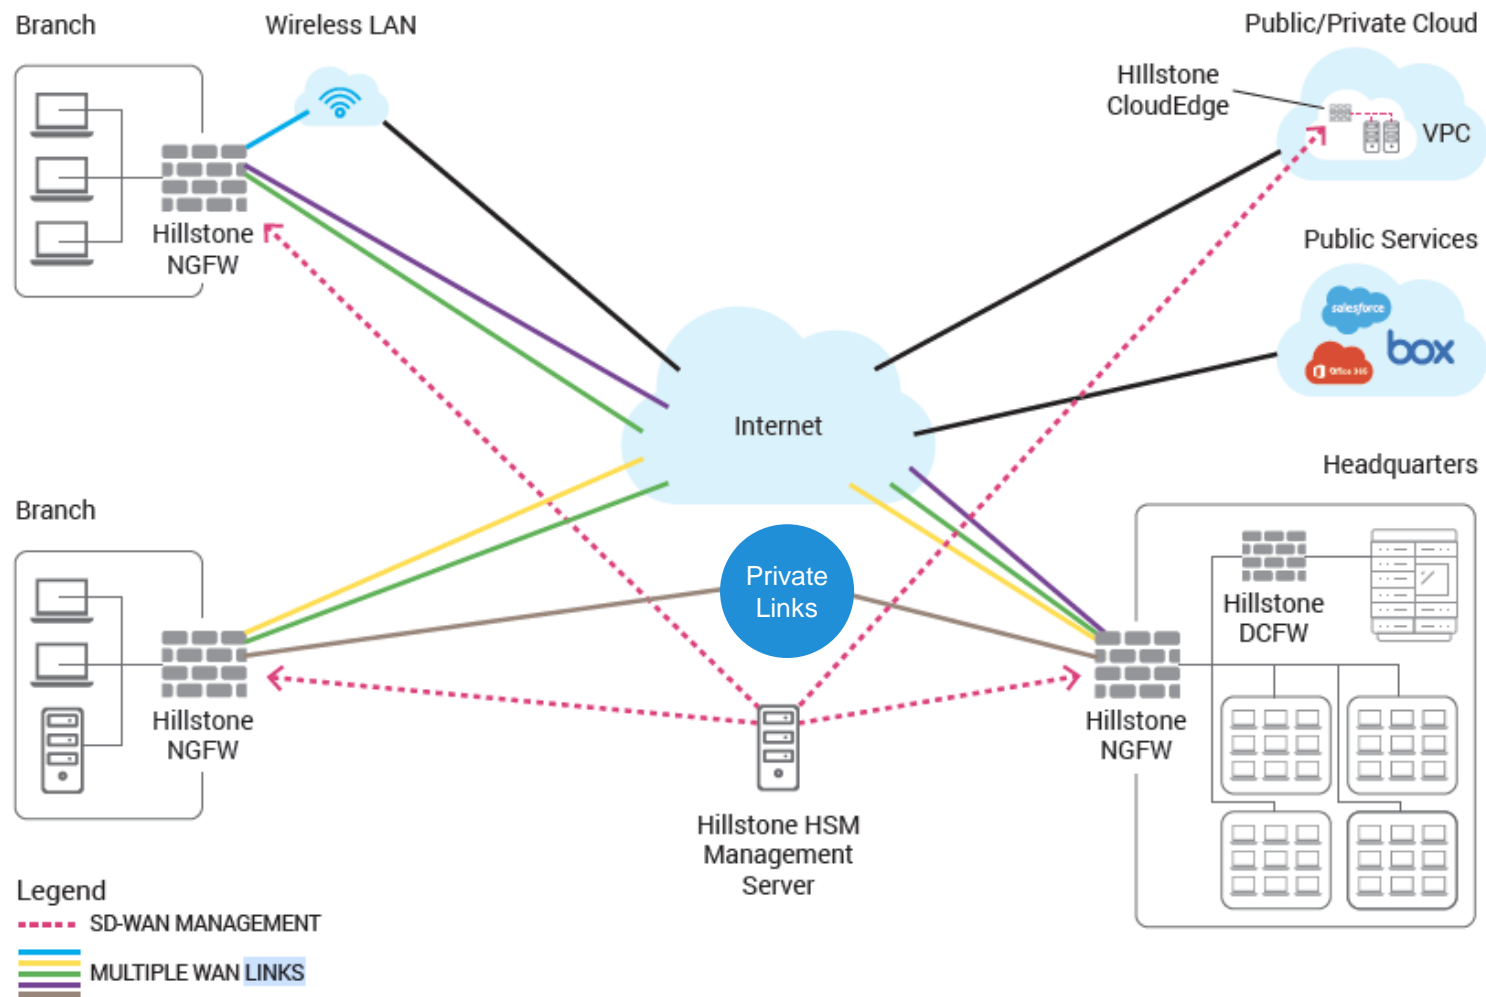 Branch
Wireless LAN
Public/Private Cloud
HIllstone
CloudEdge
VPC
Hillstone
NGFW
Public Services
salesforce
box
Office 365
Internet
Headquarters
Branch
Private
Links
Hillstone
DCFW
Hillstone
NGFW
Hillstone
NGFW
Hillstone HSM
Management
Server
Legend
SD-WAN MANAGEMENT
MULTIPLE WAN LINKS